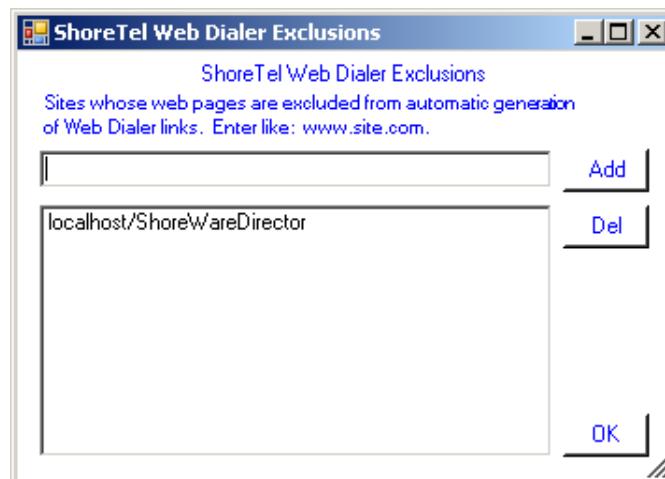 ShoreTel Web Dialer Exclusions
ShoreTel Web Dialer Exclusions
Sites whose web pages are excluded from automatic generation
of Web Dialer links. Enter like: www.site.com.
Add
localhost/ShoreWareDirector
Del
OK